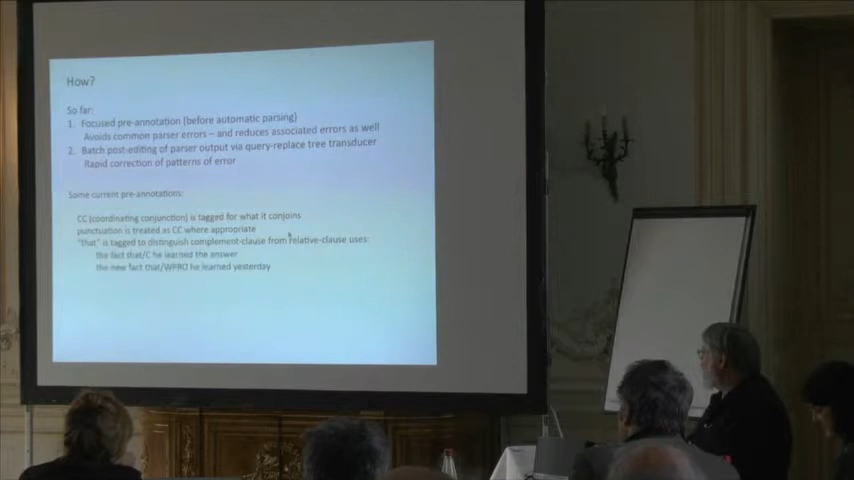 How?
So far:
1. Focused pre-annotation (before automatic parsing)
Avoids common parser errors – and reduces associated errors as well
2. Batch post-editing of parser output via query-replace tree transducer
Rapid correction of patterns of error
Some current pre-annotations:
CC (coordinating conjunction) is tagged for what it conjoins
punctuation is treated as CC where appropriate
"that" is tagged to distinguish complement-clause from relative-clause uses:
the fact that/C he learned the answer
the new fact that/WPRO he learned yesterday